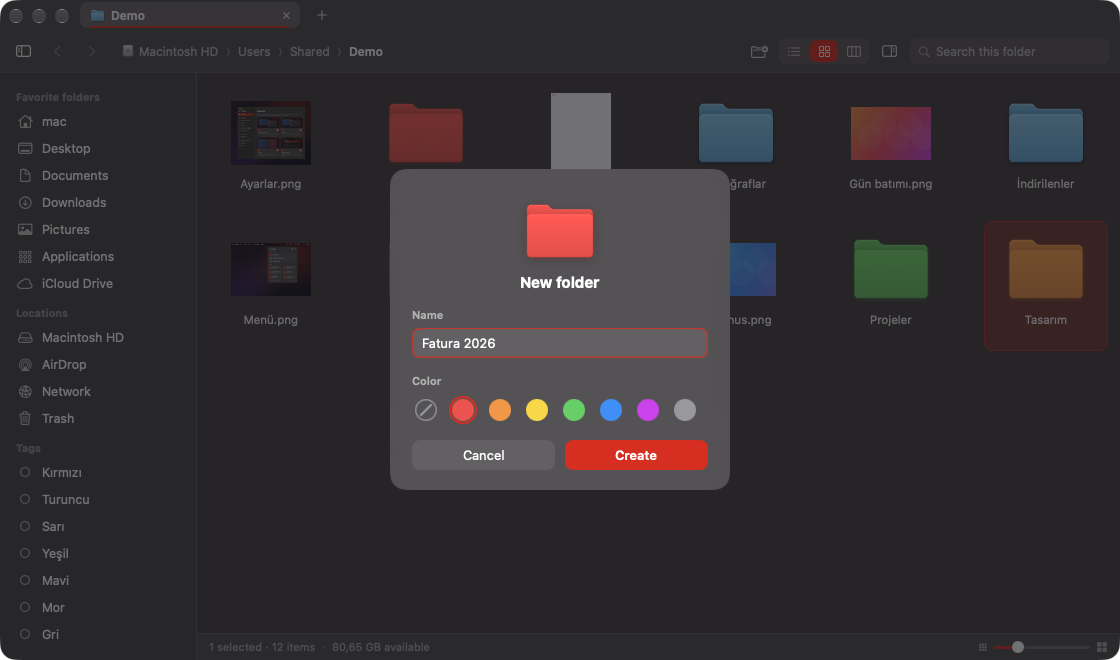 Demo
Macintosh HD
Users
Shared
Demo
Search this folder
Favorite folders
mac
Desktop
Documents
Downloads
Pictures
Applications
iCloud Drive
Locations
Macintosh HD
AirDrop
Network
Trash
Tags
Kırmızı
Turuncu
Sarı
Yeşil
Mavi
Mor
Gri
Ayarlar.png
ğraflar
Gün batımı.png
İndirilenler
Menü.png
nus.png
Projeler
Tasarım
New folder
Name
Fatura 2026
Color
Cancel
Create
1 selected · 12 items · 80,65 GB available